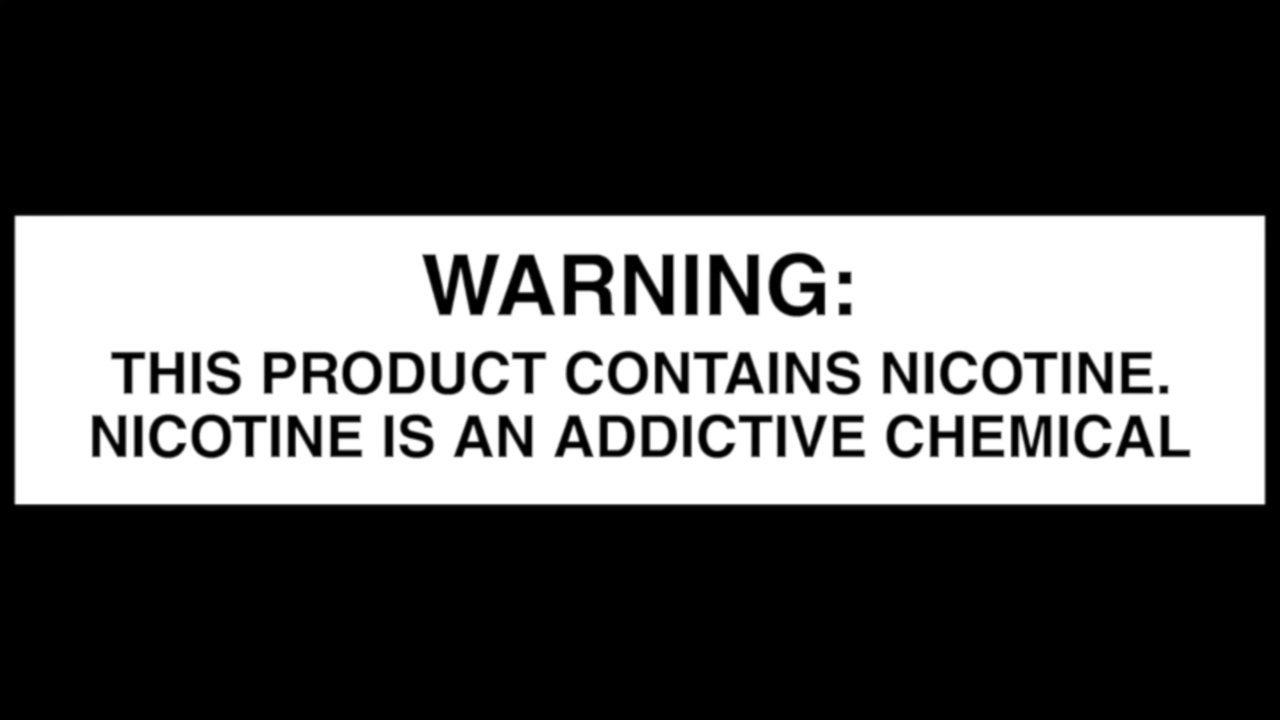 WARNING:
THIS PRODUCT CONTAINS NICOTINE.
NICOTINE IS AN ADDICTIVE CHEMICAL